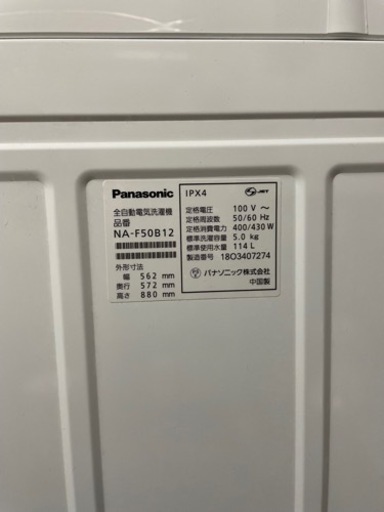 Panasonic
全自動電気洗濯機
品番
NA-F50B12
外形寸法
幅 562 mm
奥行 572 mm
高さ 880 mm
IPX4 JET
定格電圧 100 V ~
定格周波数 50/60 Hz
定格消費電力 400/430 W
標準洗濯容量 5.0 kg
標準使用水量 114 L
製造番号 18O3407274
パナソニック株式会社
中国製